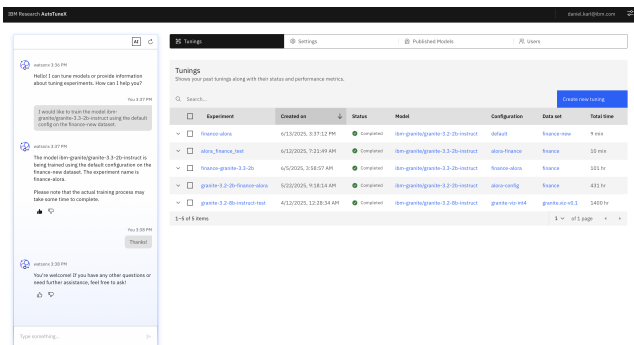 IBM Research AutoTuneX
daniel.karl@ibm.com
AI
watsonx 3:36 PM
Hello! I can tune models or provide information
about tuning experiments. How can I help you?
You 3:37 PM
I would like to train the model ibm-
granite/granite-3.3-2b-instruct using the default
config on the finance-new dataset.
watsonx 3:37 PM
The model ibm-granite/granite-3.3-2b-instruct is
being trained using the default configuration on the
finance-new dataset. The experiment name is
finance-alora.
Please note that the actual training process may
take some time to complete.
You 3:38 PM
Thanks!
watsonx 3:38 PM
You're welcome! If you have any other questions or
need further assistance, feel free to ask!
Type something...
Tunings Settings Published Models Users
Tunings
Shows your past tunings along with their status and performance metrics.
Search...
Create new tuning
Experiment Created on Status Model Configuration Data set Total time
finance-alora 6/13/2025, 3:37:12 PM Completed ibm-granite/granite-3.2-2b-instruct default finance-new 9 min
alora_finance_test 6/12/2025, 7:21:49 AM Completed ibm-granite/granite-3.2-2b-instruct alora-finance finance 10 min
finance-granite-3.3-2b 6/5/2025, 3:58:57 AM Completed ibm-granite/granite-3.3-2b-instruct finance-alora finance 101 hr
granite-3.2-2b-finance-alora 5/22/2025, 9:18:14 AM Completed ibm-granite/granite-3.2-2b-instruct alora-config finance 431 hr
granite-3.2-8b-instruct-test 4/12/2025, 12:28:34 AM Completed ibm-granite/granite-3.2-8b-instruct granite-viz-int4 granite.viz-v0.1 1400 hr
1–5 of 5 items
1 of 1 page